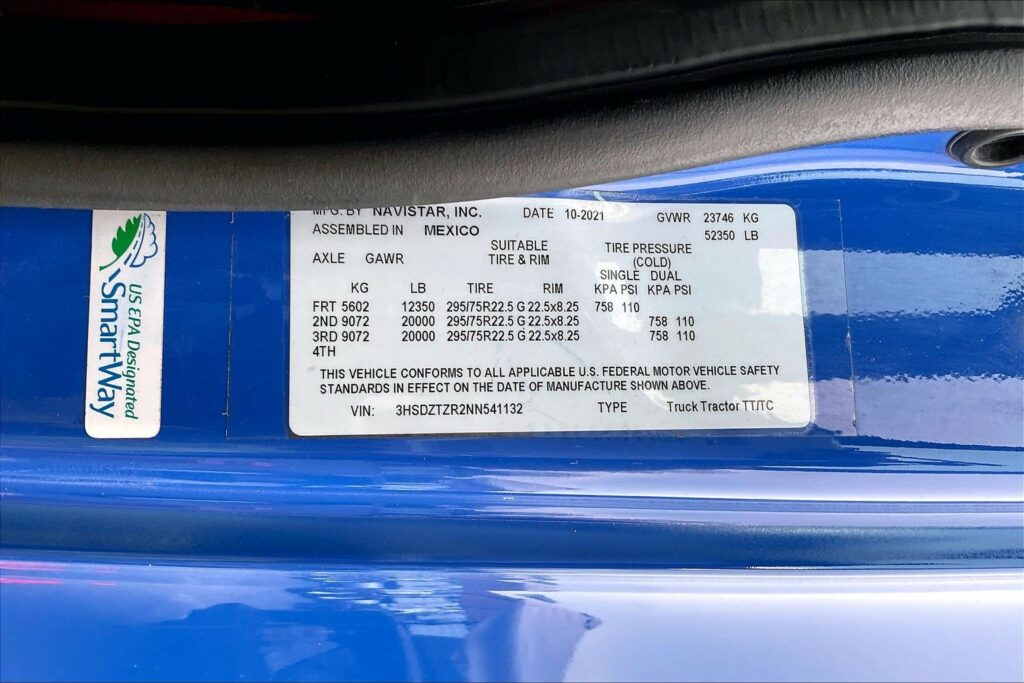 MFG. BY NAVISTAR, INC. DATE 10-2021 GVWR 23746 KG
ASSEMBLED IN MEXICO 52350 LB
AXLE GAWR SUITABLE TIRE & RIM TIRE PRESSURE (COLD)
SINGLE DUAL
KG LB TIRE RIM KPA PSI KPA PSI
FRT 5602 12350 295/75R22.5 G 22.5x8.25 758 110
2ND 9072 20000 295/75R22.5 G 22.5x8.25 758 110
3RD 9072 20000 295/75R22.5 G 22.5x8.25 758 110
4TH
THIS VEHICLE CONFORMS TO ALL APPLICABLE U.S. FEDERAL MOTOR VEHICLE SAFETY
STANDARDS IN EFFECT ON THE DATE OF MANUFACTURE SHOWN ABOVE.
VIN: 3HSDZTZR2NN541132 TYPE Truck Tractor TT/TC
US EPA Designated
SmartWay